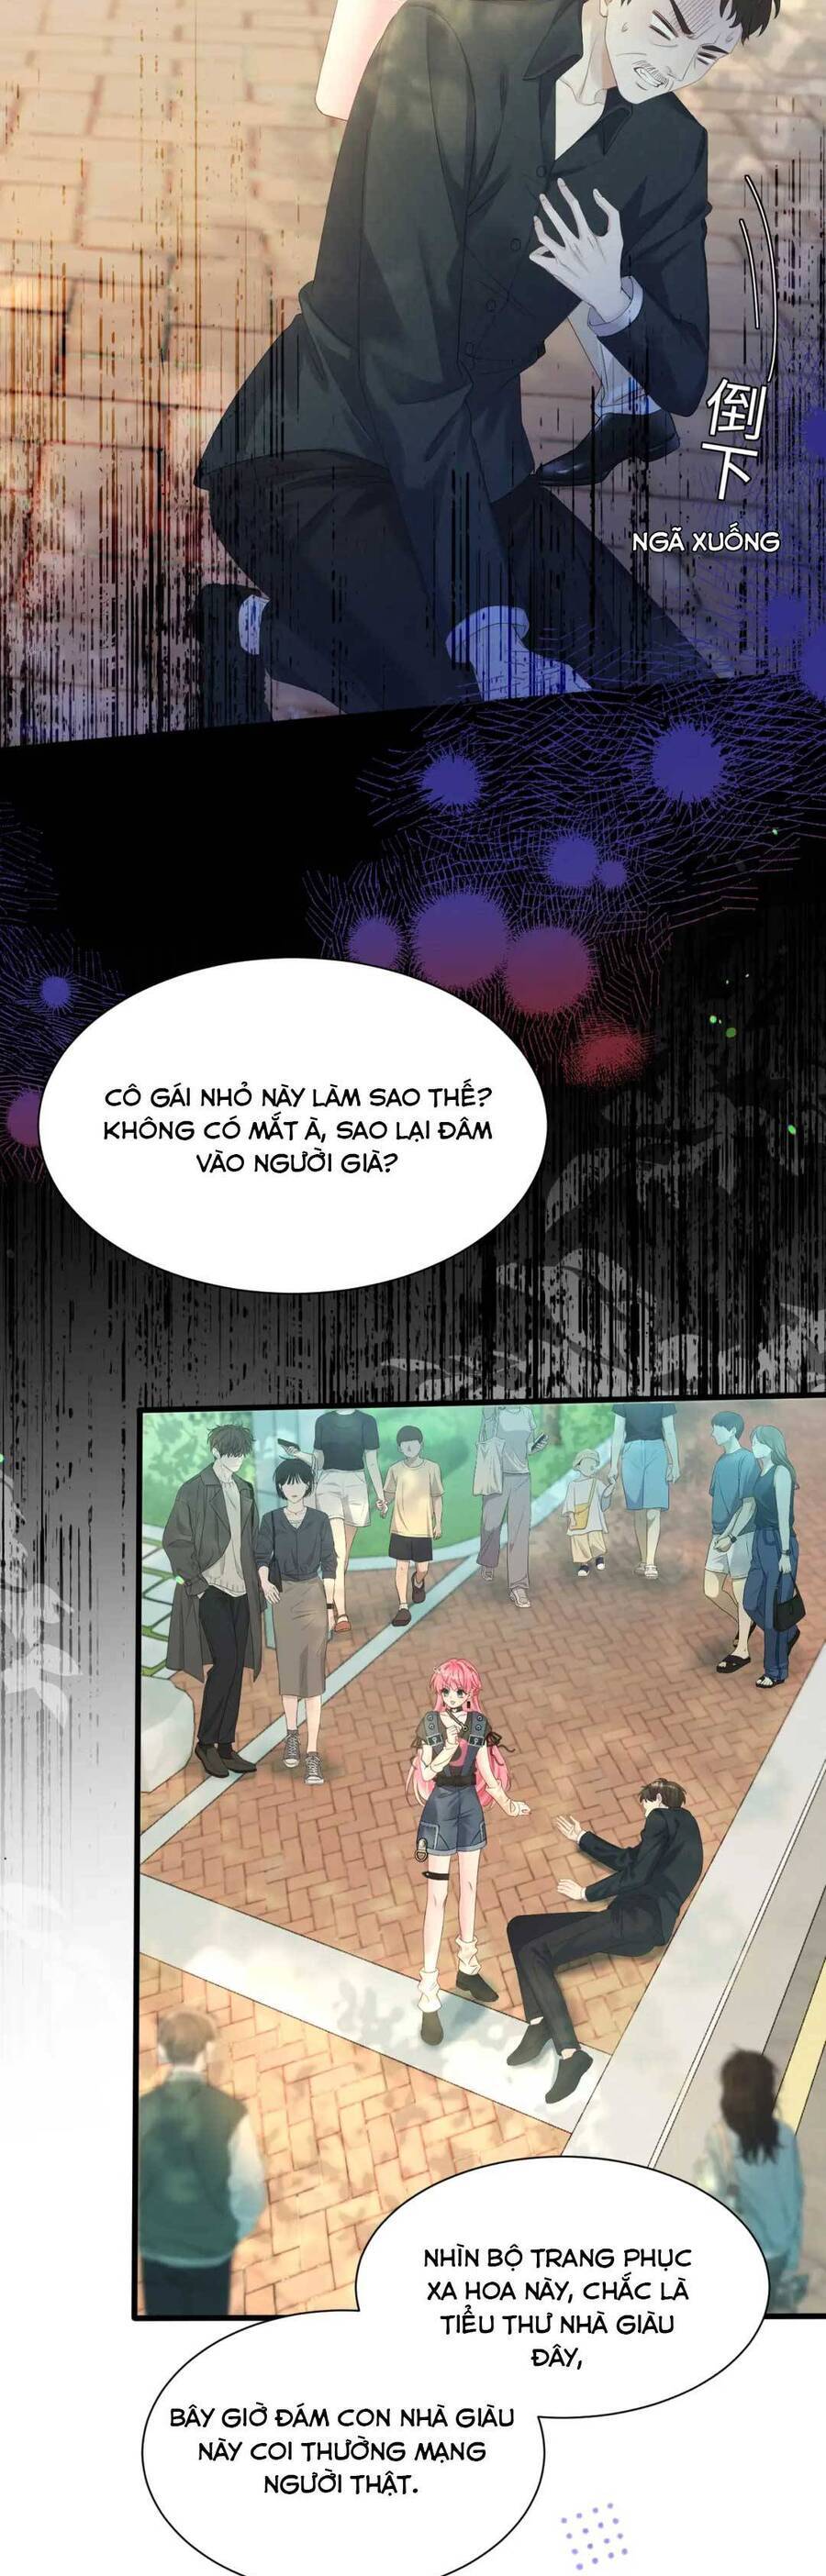 倒
下
NGÃ XUỐNG
CÔ GÁI NHỎ NÀY LÀM SAO THẾ?
KHÔNG CÓ MẮT À, SAO LẠI ĐÂM
VÀO NGƯỜI GIÀ?
NHÌN BỘ TRANG PHỤC
XA HOA NÀY, CHẮC LÀ
TIỂU THƯ NHÀ GIÀU
ĐÂY,
BÂY GIỜ ĐÁM CON NHÀ GIÀU
NÀY COI THƯỜNG MẠNG
NGƯỜI THẬT.